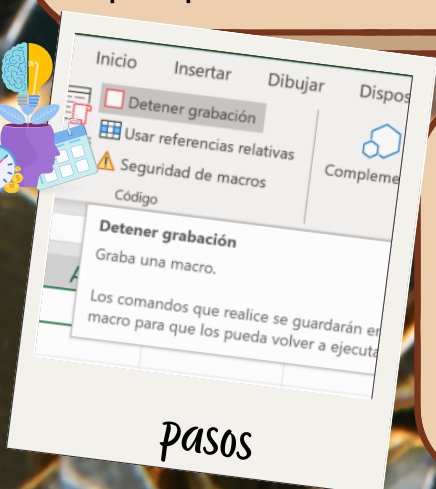 Inicio Insertar Dibujar Dispos
Detener grabación
Usar referencias relativas
Seguridad de macros
Compleme
Código
Detener grabación
Graba una macro.
Los comandos que realice se guardarán en
macro para que los pueda volver a ejecuta
pasos